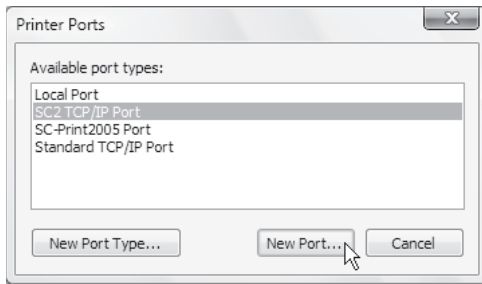 Printer Ports
Available port types:
Local Port
SC2 TCP/IP Port
SC-Print2005 Port
Standard TCP/IP Port
New Port Type... New Port... Cancel